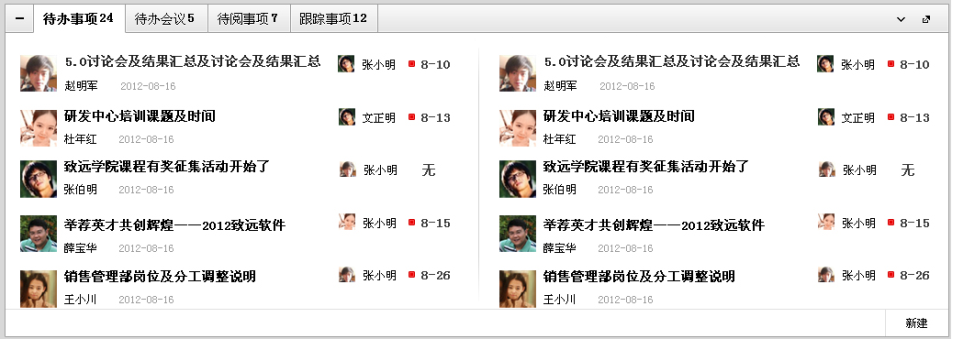 待办事项24 待办会议5 待阅事项7 跟踪事项12
5.0讨论会及结果汇总及讨论会及结果汇总 张小明 8-10
赵明军 2012-08-16
研发中心培训课题及时间 文正明 8-13
杜年红 2012-08-16
致远学院课程有奖征集活动开始了 张小明 无
张伯明 2012-08-16
举荐英才共创辉煌——2012致远软件 张小明 8-15
薛宝华 2012-08-16
销售管理部岗位及分工调整说明 张小明 8-26
王小川 2012-08-16
5.0讨论会及结果汇总及讨论会及结果汇总 张小明 8-10
赵明军 2012-08-16
研发中心培训课题及时间 文正明 8-13
杜年红 2012-08-16
致远学院课程有奖征集活动开始了 张小明 无
张伯明 2012-08-16
举荐英才共创辉煌——2012致远软件 张小明 8-15
薛宝华 2012-08-16
销售管理部岗位及分工调整说明 张小明 8-26
王小川 2012-08-16
新建